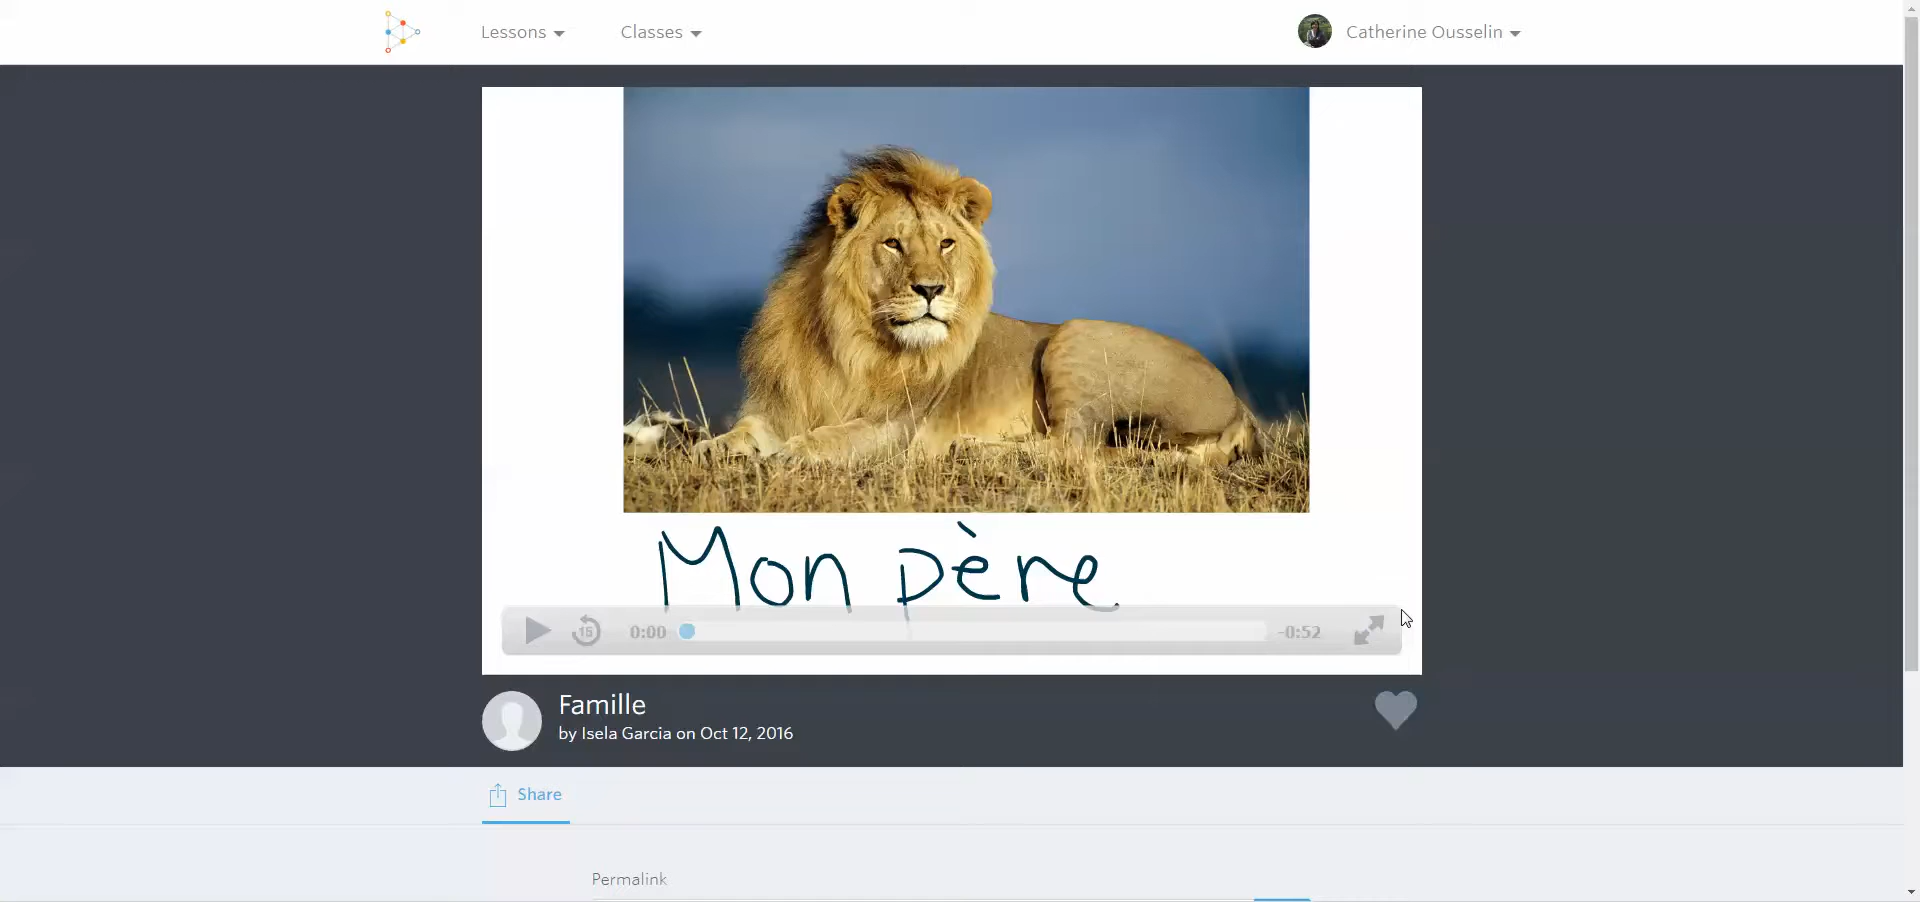 Lessons Classes Catherine Ousselin
Mon père
15 0:00 -0:52
Famille
by Isela Garcia on Oct 12, 2016
Share
Permalink